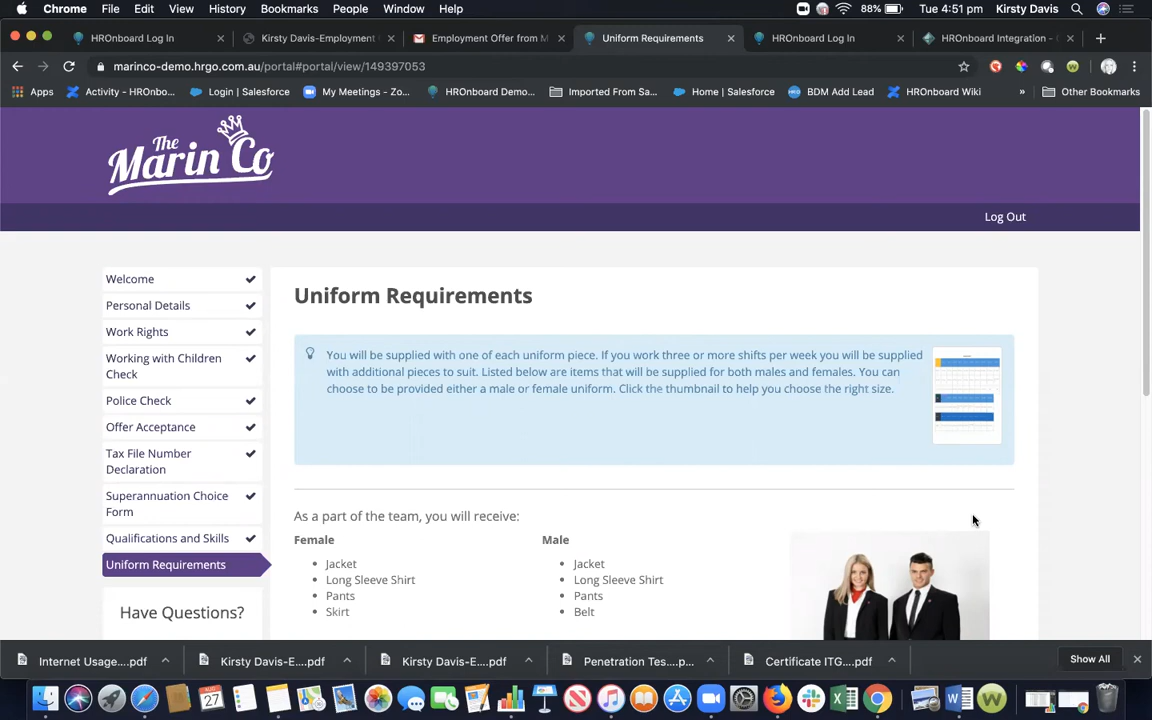 Chrome File Edit View History Bookmarks People Window Help 88% Tue 4:51 pm Kirsty Davis
HROnboard Log In Kirsty Davis-Employment Employment Offer from M Uniform Requirements HROnboard Log In HROnboard Integration -
marinco-demo.hrgo.com.au/portal#portal/view/149397053
Apps Activity - HROnbo... Login | Salesforce My Meetings - Zo... HROnboard Demo... Imported From Sa... Home | Salesforce BDM Add Lead HROnboard Wiki » Other Bookmarks
The
Marin Co
Log Out
Welcome
Personal Details
Work Rights
Working with Children
Check
Police Check
Offer Acceptance
Tax File Number
Declaration
Superannuation Choice
Form
Qualifications and Skills
Uniform Requirements
Have Questions?
Uniform Requirements
You will be supplied with one of each uniform piece. If you work three or more shifts per week you will be supplied
with additional pieces to suit. Listed below are items that will be supplied for both males and females. You can
choose to be provided either a male or female uniform. Click the thumbnail to help you choose the right size.
As a part of the team, you will receive:
Female
• Jacket
• Long Sleeve Shirt
• Pants
• Skirt
Male
• Jacket
• Long Sleeve Shirt
• Pants
• Belt
Internet Usage....pdf Kirsty Davis-E....pdf Kirsty Davis-E....pdf Penetration Tes....p... Certificate ITG....pdf Show All
27